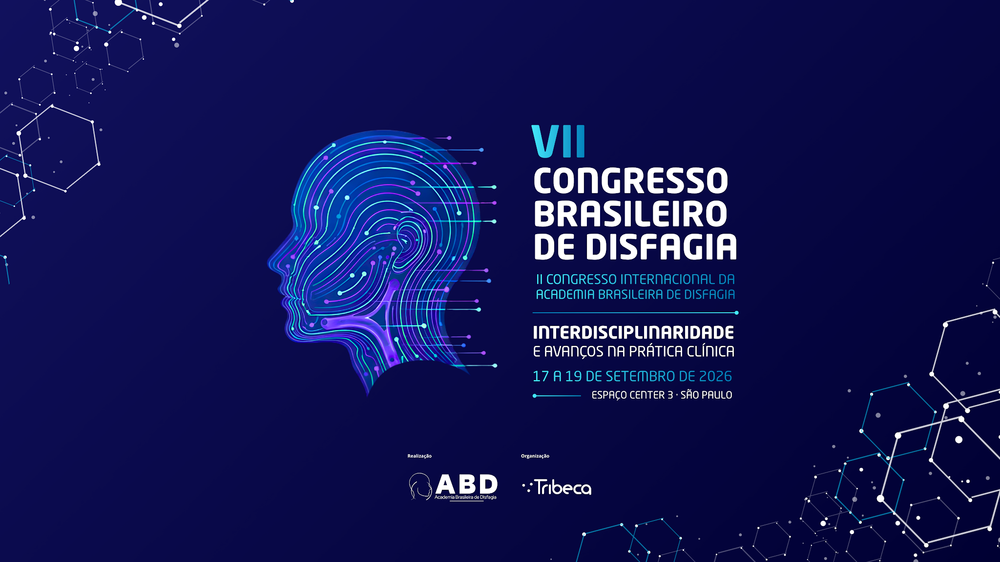 VII
CONGRESSO
BRASILEIRO
DE DISFAGIA
II CONGRESSO INTERNACIONAL DA
ACADEMIA BRASILEIRA DE DISFAGIA
INTERDISCIPLINARIDADE
E AVANÇOS NA PRÁTICA CLÍNICA
17 A 19 DE SETEMBRO DE 2026
ESPAÇO CENTER 3 · SÃO PAULO
Realização
ABD
Academia Brasileira de Disfagia
Organização
Tribeca